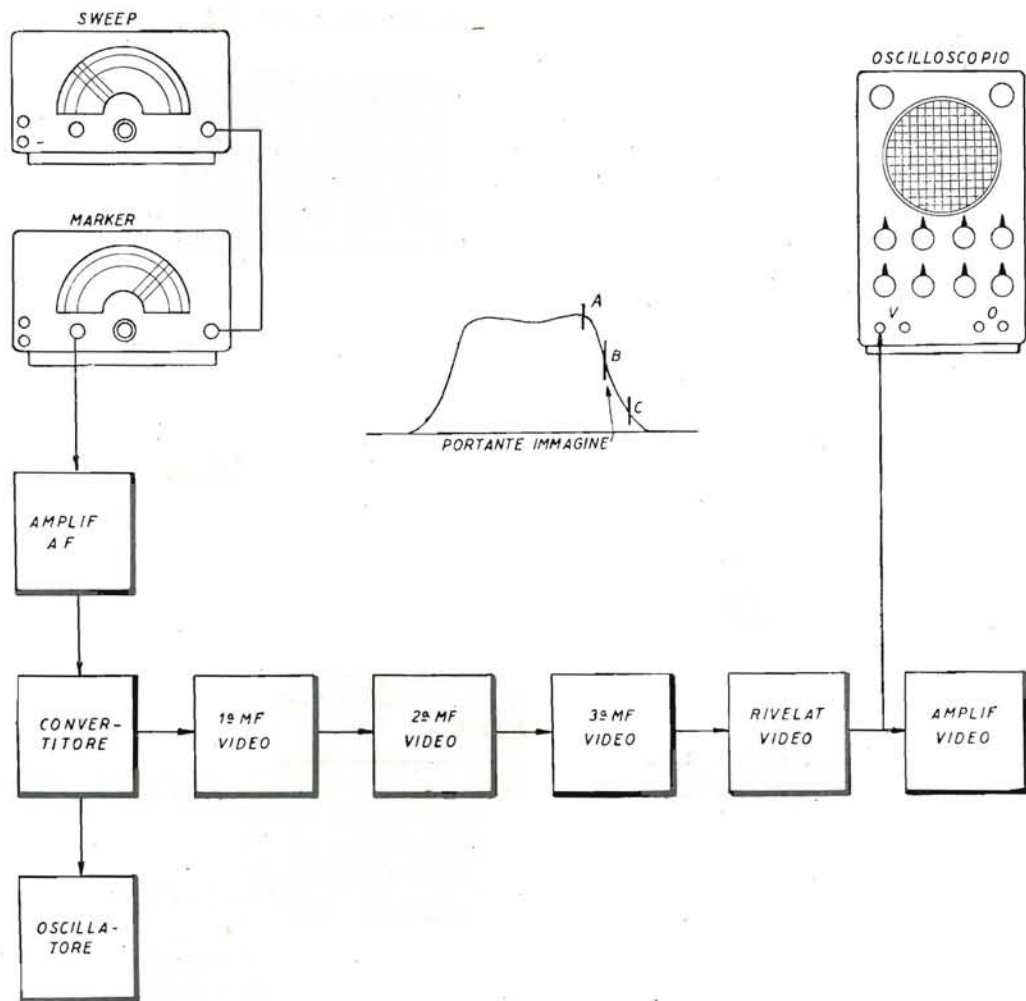 SWEEP
OSCILLOSCOPIO
MARKER
V
O
A
B
C
PORTANTE IMMAGINE
AMPLIF
AF
CONVER-
TITORE
1ª MF
VIDEO
2ª MF
VIDEO
3ª MF
VIDEO
RIVELAT
VIDEO
AMPLIF
VIDEO
OSCILLA-
TORE